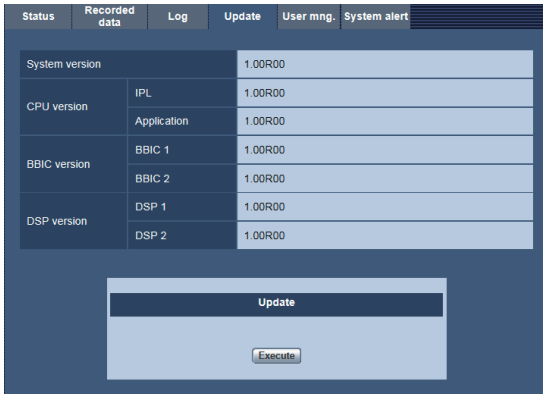 Status Recorded data Log Update User mng. System alert
System version 1.00R00
CPU version IPL 1.00R00
Application 1.00R00
BBIC version BBIC 1 1.00R00
BBIC 2 1.00R00
DSP version DSP 1 1.00R00
DSP 2 1.00R00
Update
Execute